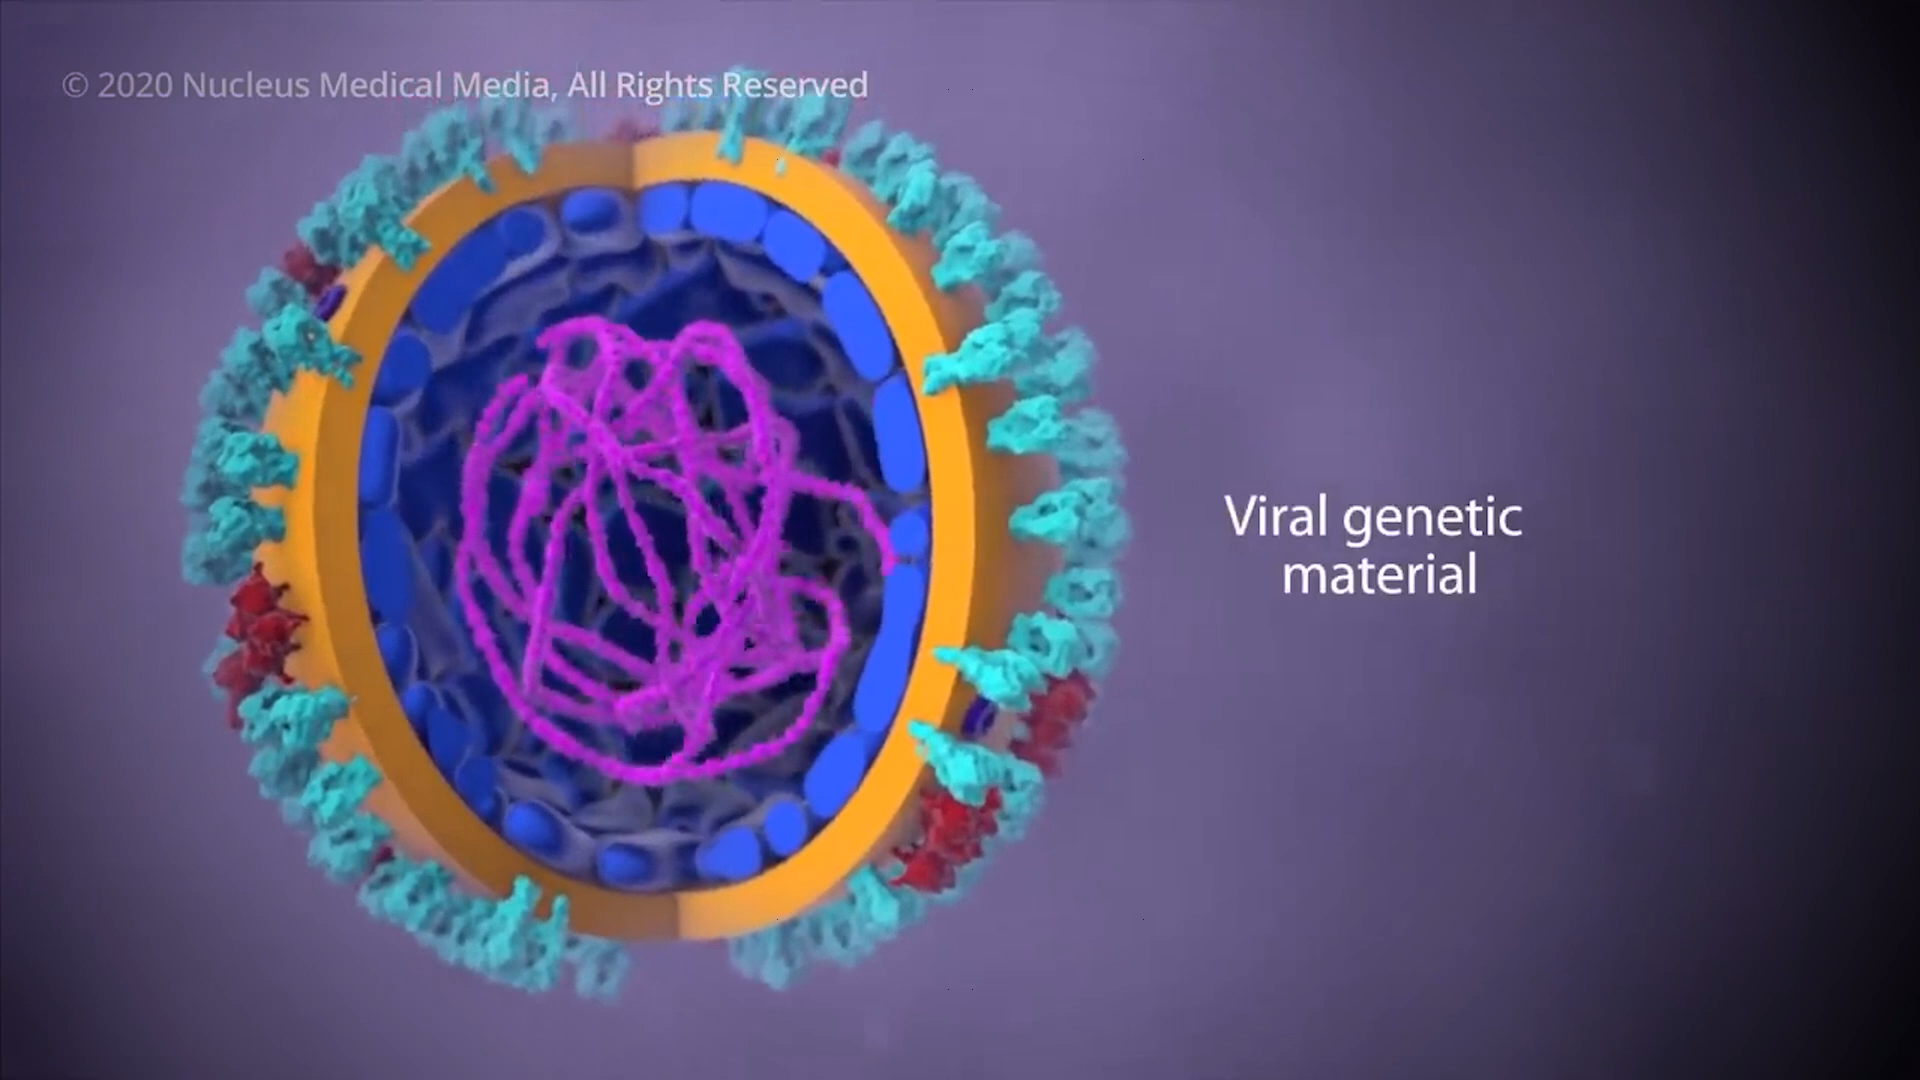 © 2020 Nucleus Medical Media, All Rights Reserved
Viral genetic
material